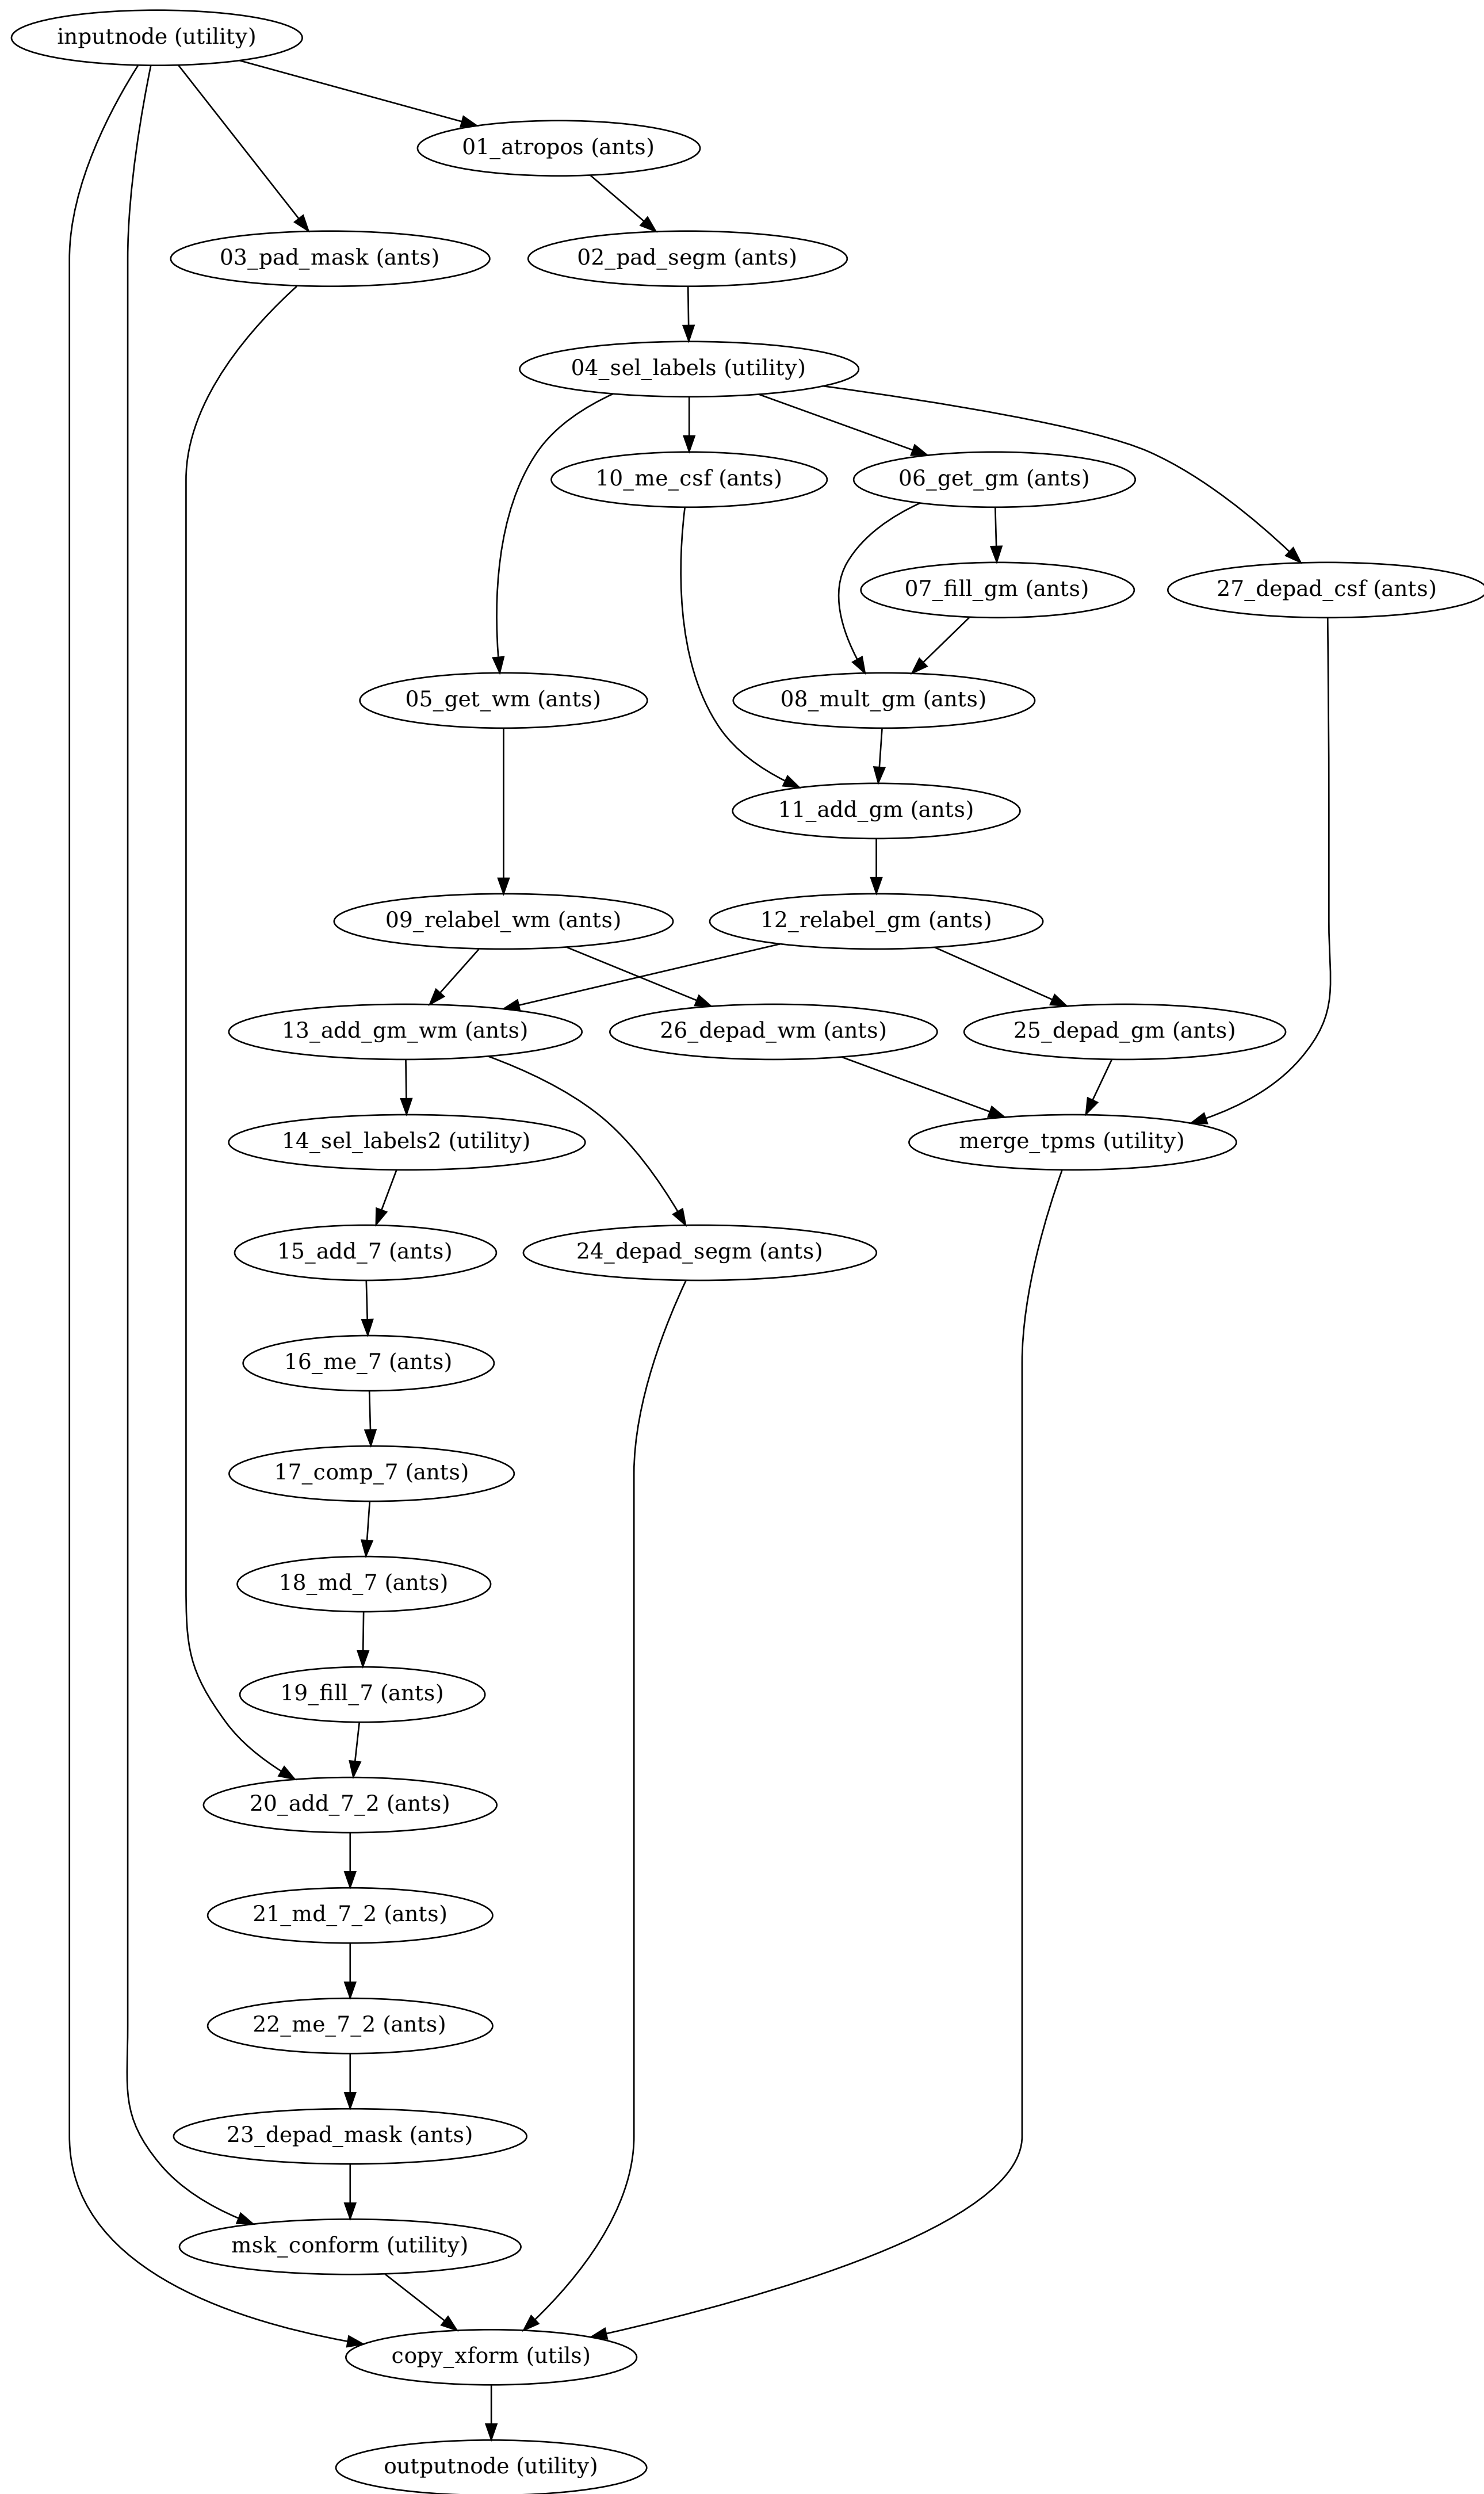 inputnode (utility)
01_atropos (ants)
03_pad_mask (ants)
02_pad_segm (ants)
04_sel_labels (utility)
10_me_csf (ants)
06_get_gm (ants)
07_fill_gm (ants)
27_depad_csf (ants)
05_get_wm (ants)
08_mult_gm (ants)
11_add_gm (ants)
09_relabel_wm (ants)
12_relabel_gm (ants)
13_add_gm_wm (ants)
26_depad_wm (ants)
25_depad_gm (ants)
14_sel_labels2 (utility)
merge_tpms (utility)
15_add_7 (ants)
24_depad_segm (ants)
16_me_7 (ants)
17_comp_7 (ants)
18_md_7 (ants)
19_fill_7 (ants)
20_add_7_2 (ants)
21_md_7_2 (ants)
22_me_7_2 (ants)
23_depad_mask (ants)
msk_conform (utility)
copy_xform (utils)
outputnode (utility)